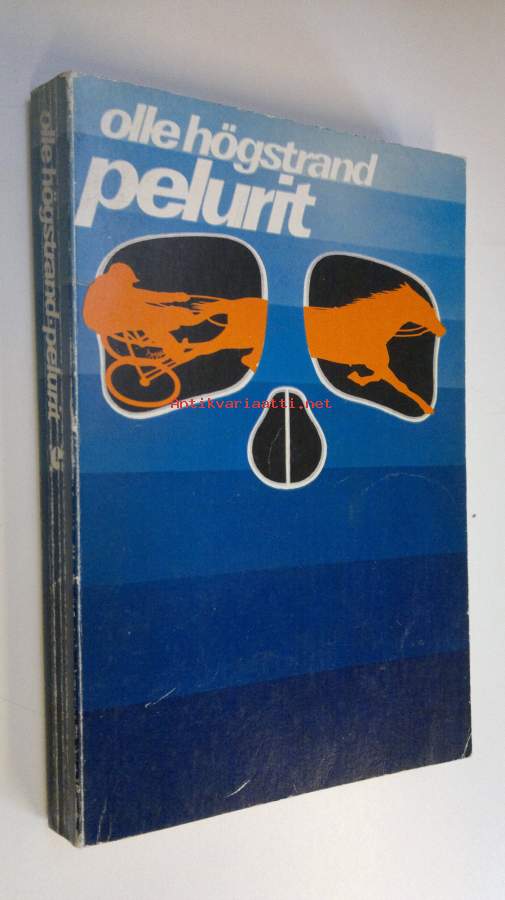 olle högstrand
pelurit
olle högstrand: pelurit
Antikvariaatti.net